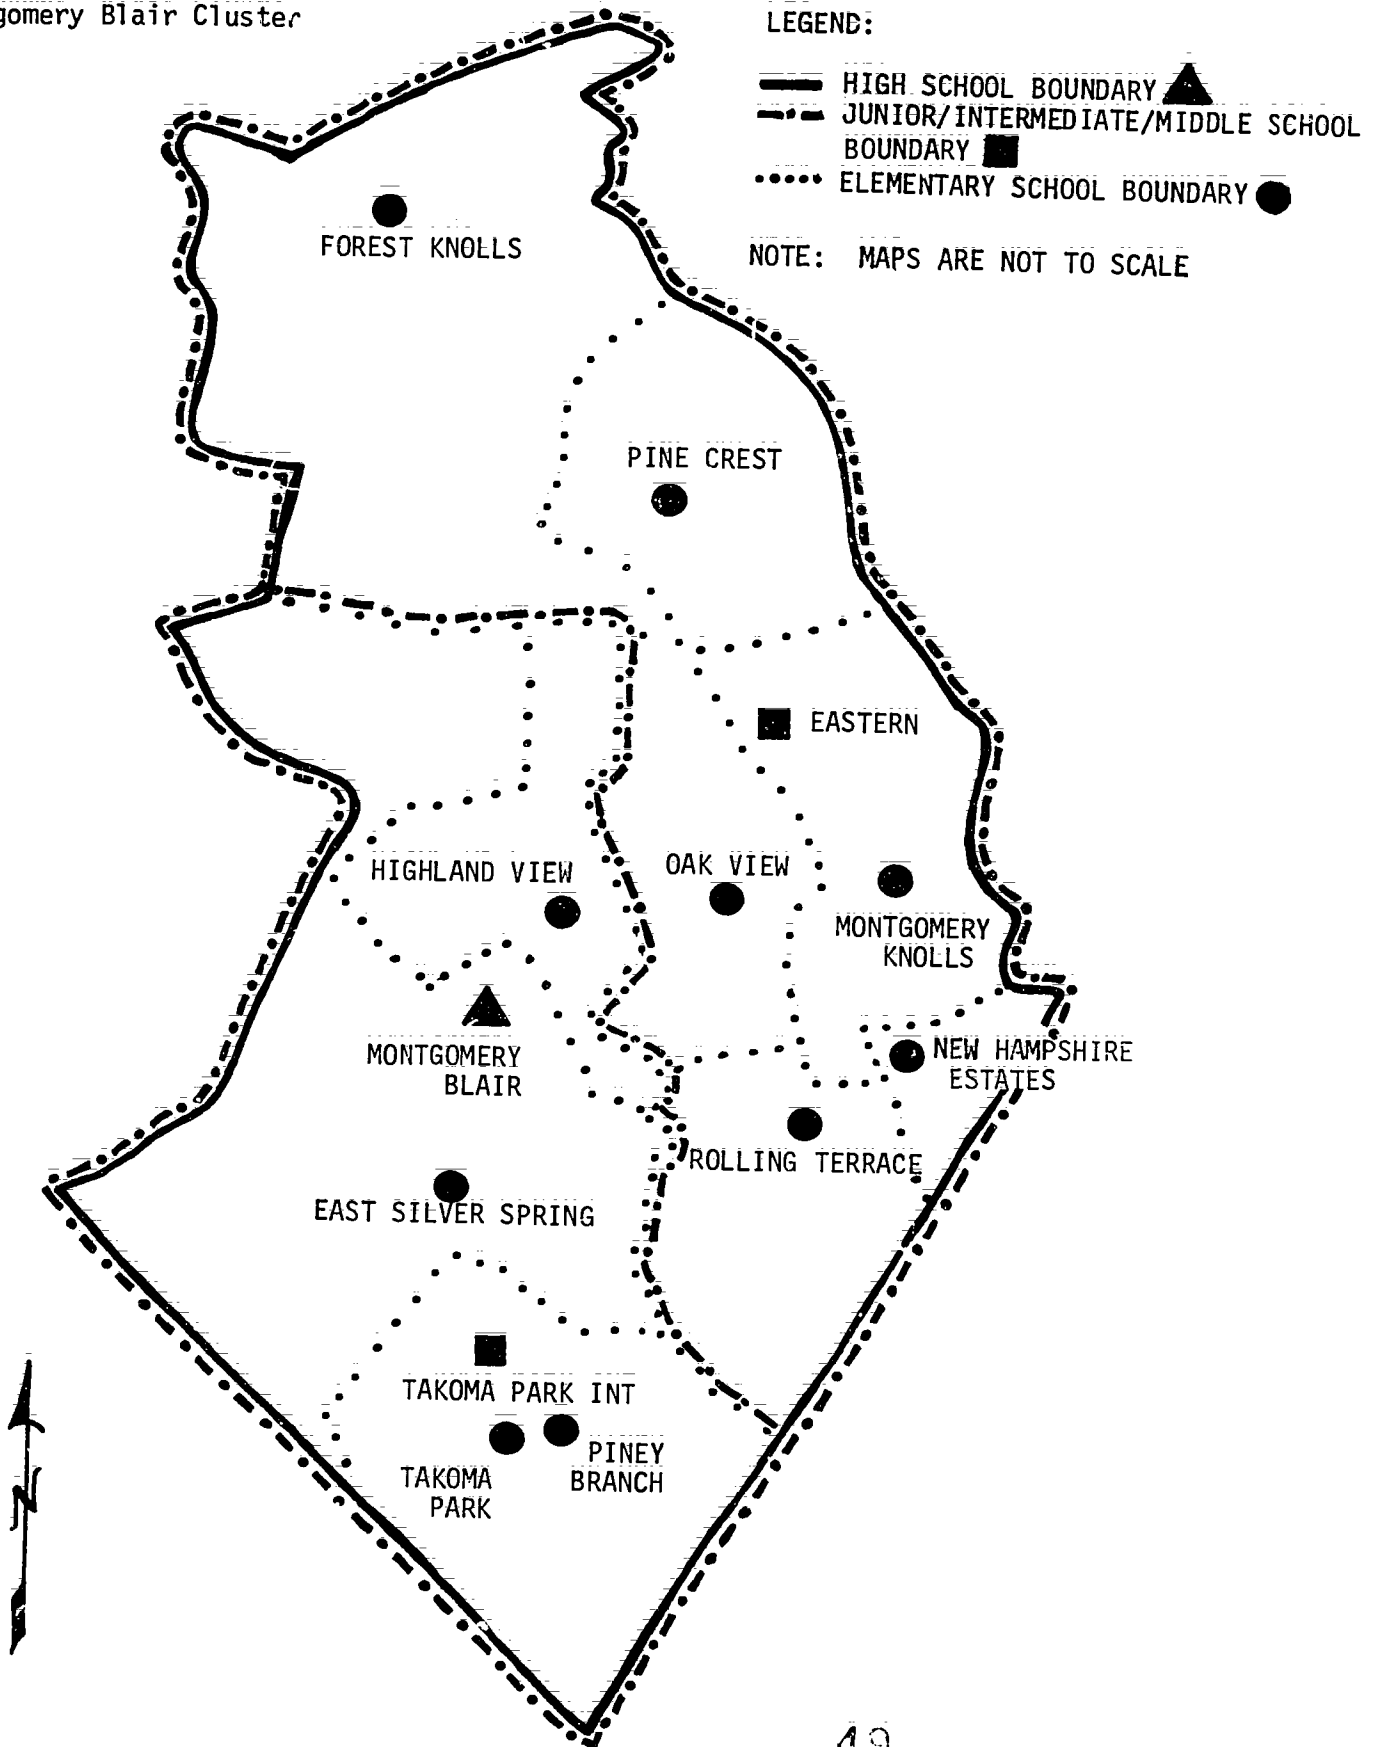 gomery Blair Cluster
LEGEND:
HIGH SCHOOL BOUNDARY
JUNIOR/INTERMEDIATE/MIDDLE SCHOOL
BOUNDARY
ELEMENTARY SCHOOL BOUNDARY
NOTE: MAPS ARE NOT TO SCALE
FOREST KNOLLS
PINE CREST
EASTERN
HIGHLAND VIEW
OAK VIEW
MONTGOMERY
KNOLLS
MONTGOMERY
BLAIR
NEW HAMPSHIRE
ESTATES
ROLLING TERRACE
EAST SILVER SPRING
TAKOMA PARK INT
PINEY
BRANCH
TAKOMA
PARK
N